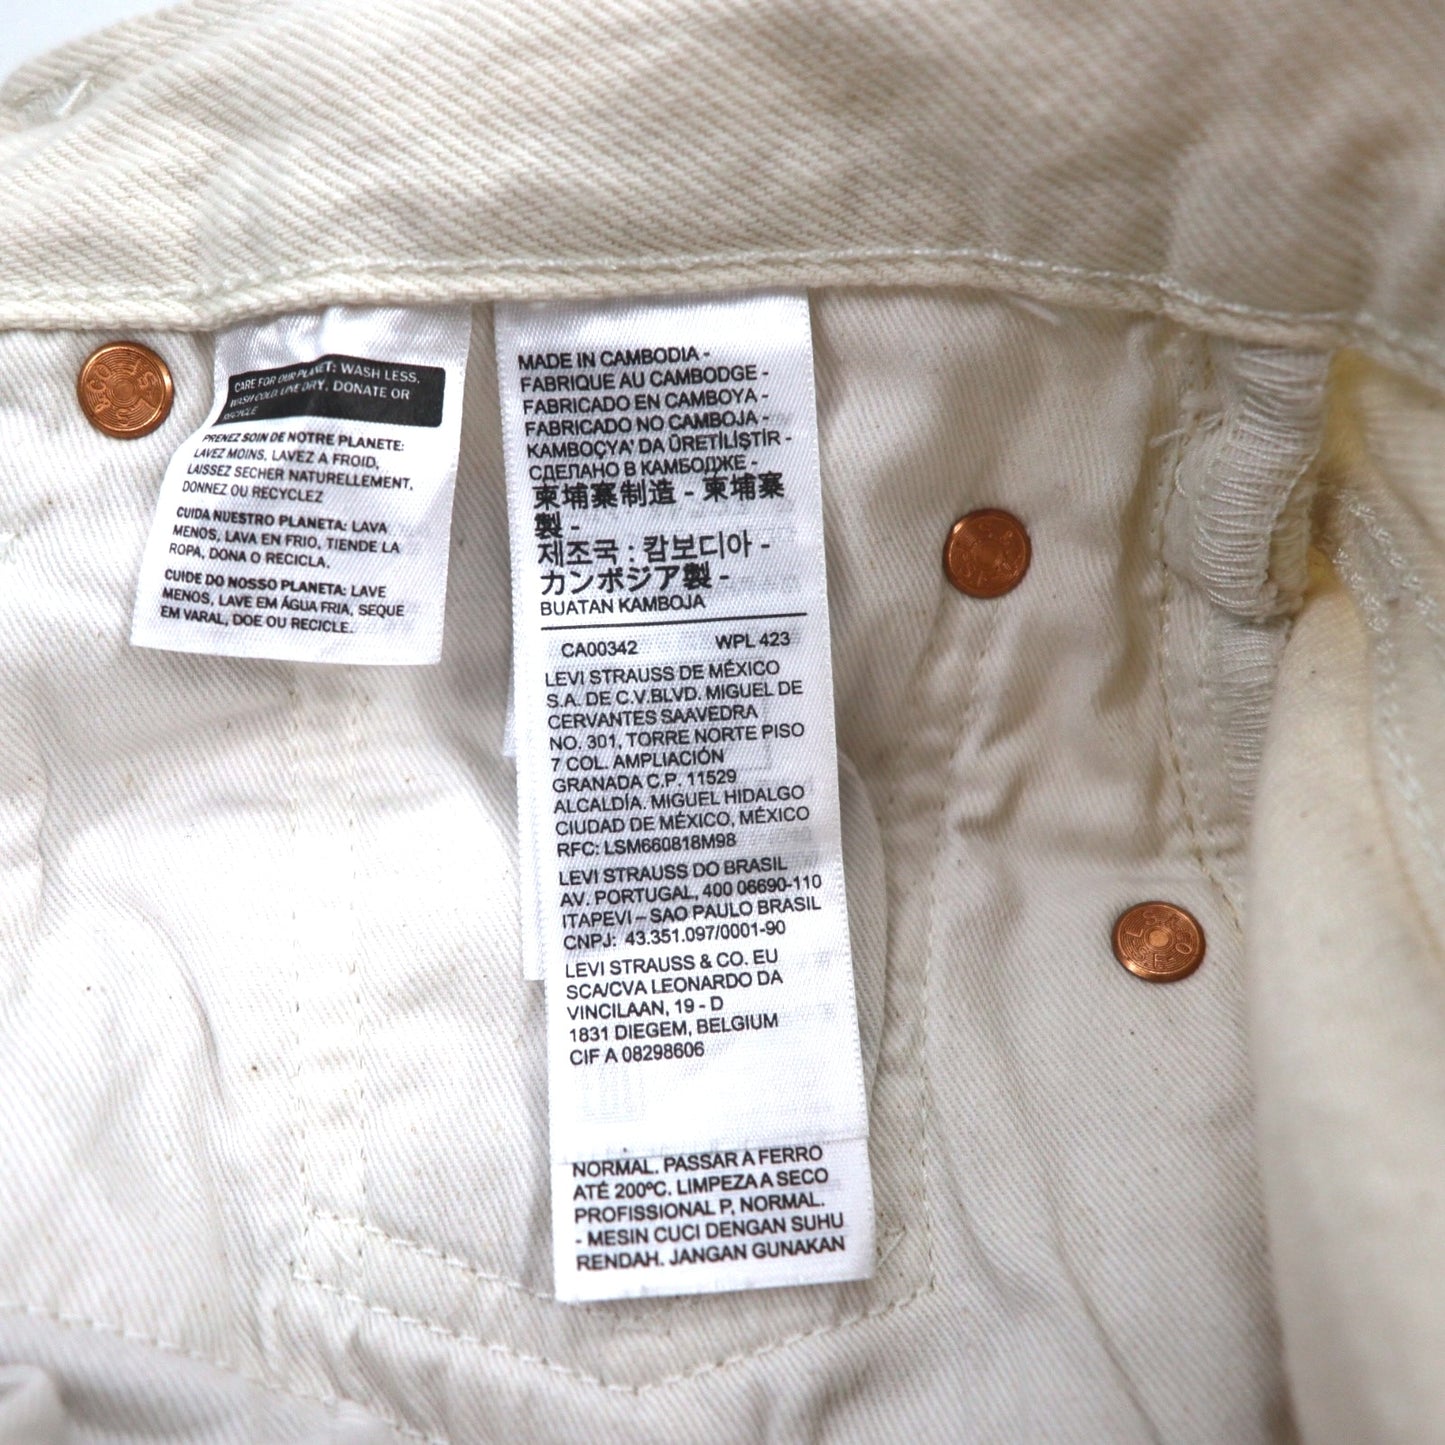 CARE FOR OUR PLANET: WASH LESS,
WASH COLD, LINE DRY, DONATE OR
RECYCLE
PRENEZ SOIN DE NOTRE PLANETE:
LAVEZ MOINS, LAVEZ A FROID,
LAISSEZ SECHER NATURELLEMENT,
DONNEZ OU RECYCLEZ
CUIDA NUESTRO PLANETA: LAVA
MENOS, LAVA EN FRIO, TIENDE LA
ROPA, DONA O RECICLA.
CUIDE DO NOSSO PLANETA: LAVE
MENOS, LAVE EM ÁGUA FRIA, SEQUE
EM VARAL, DOE OU RECICLE.
MADE IN CAMBODIA -
FABRIQUE AU CAMBODGE -
FABRICADO EN CAMBOYA -
FABRICADO NO CAMBOJA -
KAMBOÇYA' DA ÜRETİLİŞTİR -
СДЕЛАНО В КАМБОДЖЕ -
柬埔寨制造 - 柬埔寨
製 -
제조국 : 캄보디아 -
カンボジア製 -
BUATAN KAMBOJA
CA00342 WPL 423
LEVI STRAUSS DE MÉXICO
S.A. DE C.V.BLVD. MIGUEL DE
CERVANTES SAAVEDRA
NO. 301, TORRE NORTE PISO
7 COL. AMPLIACIÓN
GRANADA C.P. 11529
ALCALDÍA. MIGUEL HIDALGO
CIUDAD DE MÉXICO, MÉXICO
RFC: LSM660818M98
LEVI STRAUSS DO BRASIL
AV. PORTUGAL, 400 06690-110
ITAPEVI – SAO PAULO BRASIL
CNPJ: 43.351.097/0001-90
LEVI STRAUSS & CO. EU
SCA/CVA LEONARDO DA
VINCILAAN, 19 - D
1831 DIEGEM, BELGIUM
CIF A 08298606
NORMAL. PASSAR A FERRO
ATÉ 200ºC. LIMPEZA A SECO
PROFISSIONAL P, NORMAL.
- MESIN CUCI DENGAN SUHU
RENDAH. JANGAN GUNAKAN